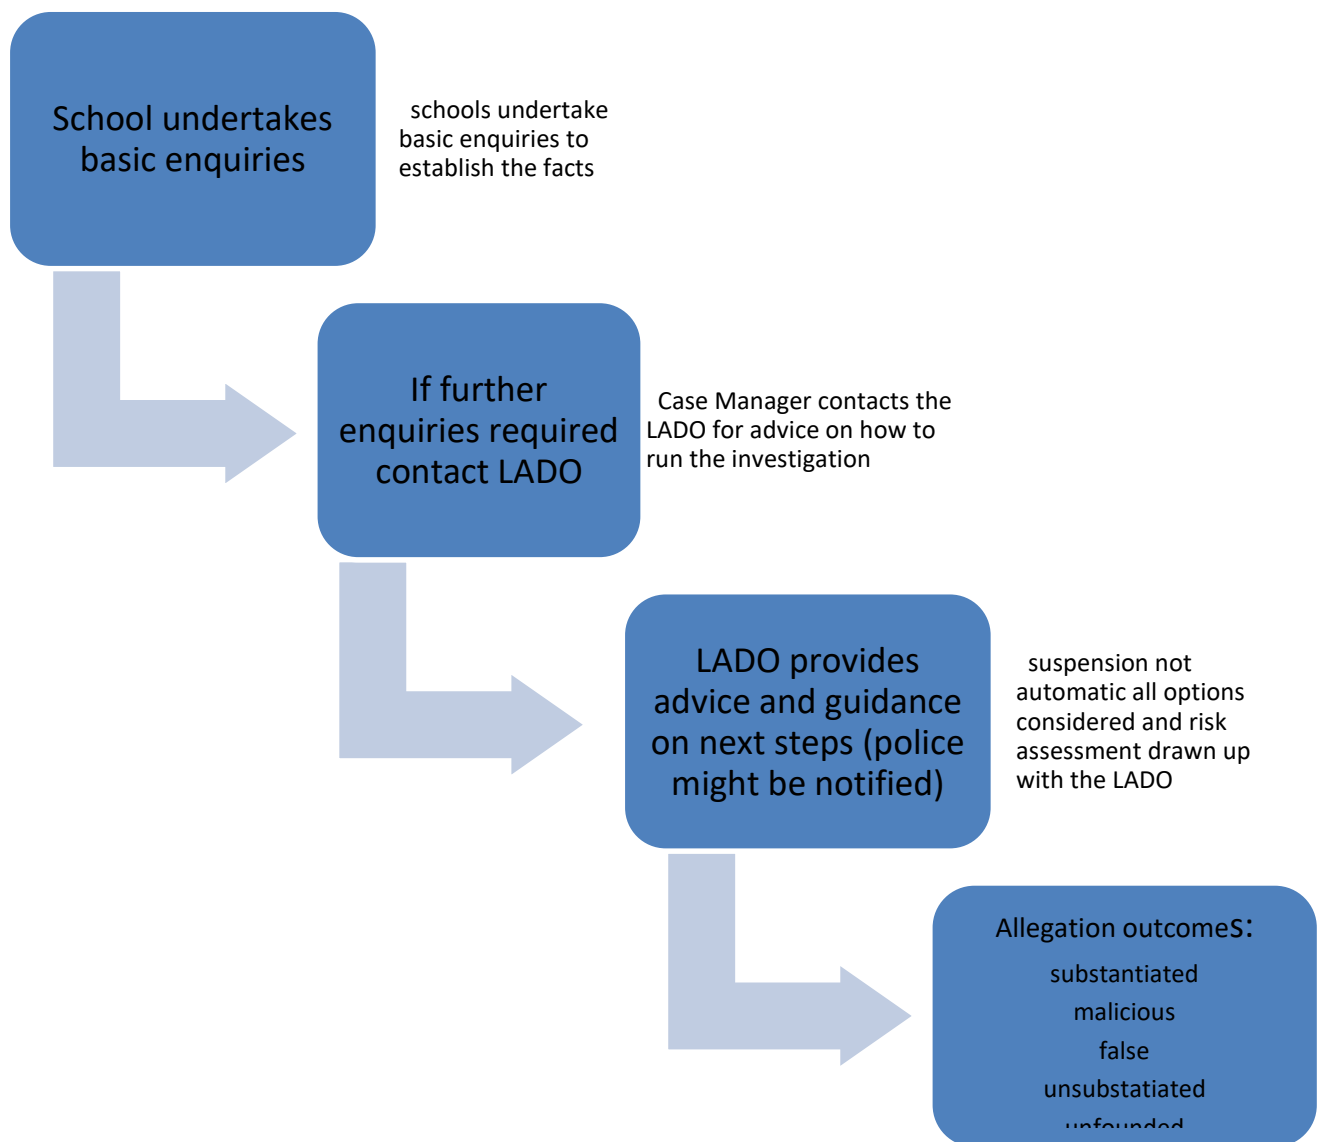 School undertakes
basic enquiries
schools undertake
basic enquiries to
establish the facts
If further
enquiries required
contact LADO
Case Manager contacts the
LADO for advice on how to
run the investigation
LADO provides
advice and guidance
on next steps (police
might be notified)
suspension not
automatic all options
considered and risk
assessment drawn up
with the LADO
Allegation outcomes:
substantiated
malicious
false
unsubstatiated
unfounded